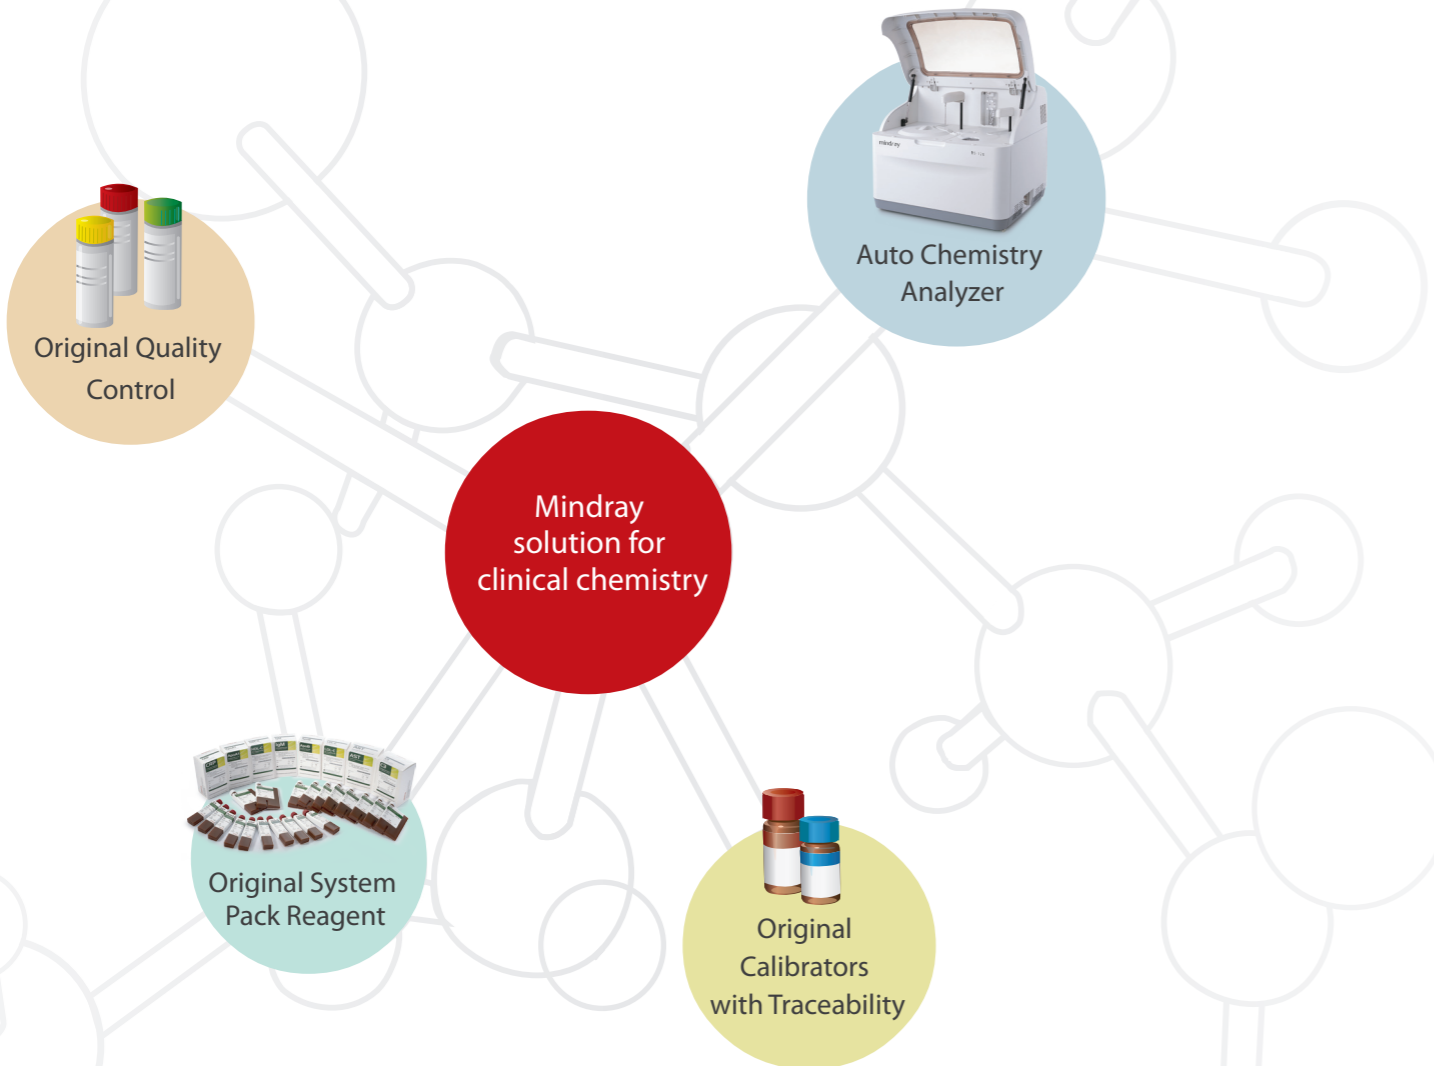 mindray
Auto Chemistry
Analyzer
Original Quality
Control
Mindray
solution for
clinical chemistry
Original System
Pack Reagent
Original
Calibrators
with Traceability